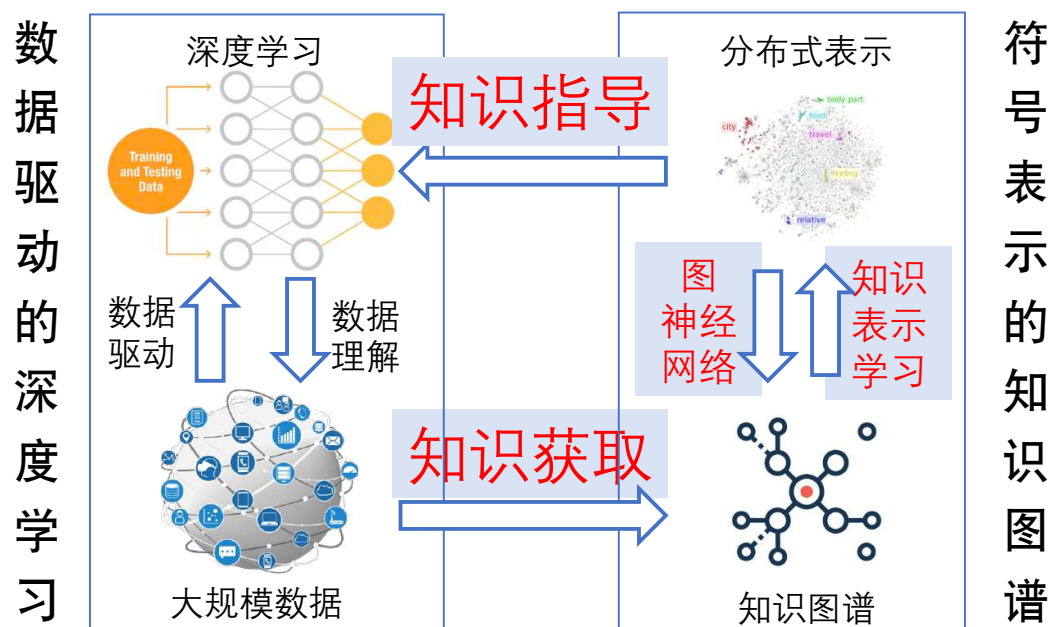 数据驱动的深度学习
深度学习
Training
and Testing
Data
数据
驱动
数据
理解
大规模数据
知识指导
知识获取
分布式表示
body part
food
city
travel
feeling
relative
图
神经
网络
知识
表示
学习
知识图谱
符号表示的知识图谱